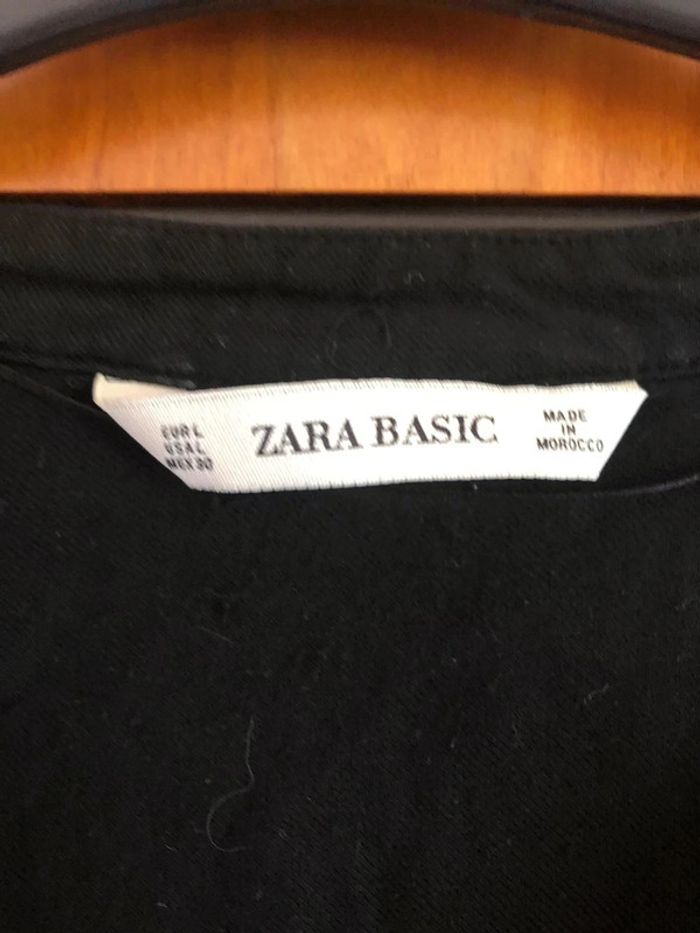 EUR L
USA L
MEX 30
ZARA BASIC
MADE
IN
MOROCCO